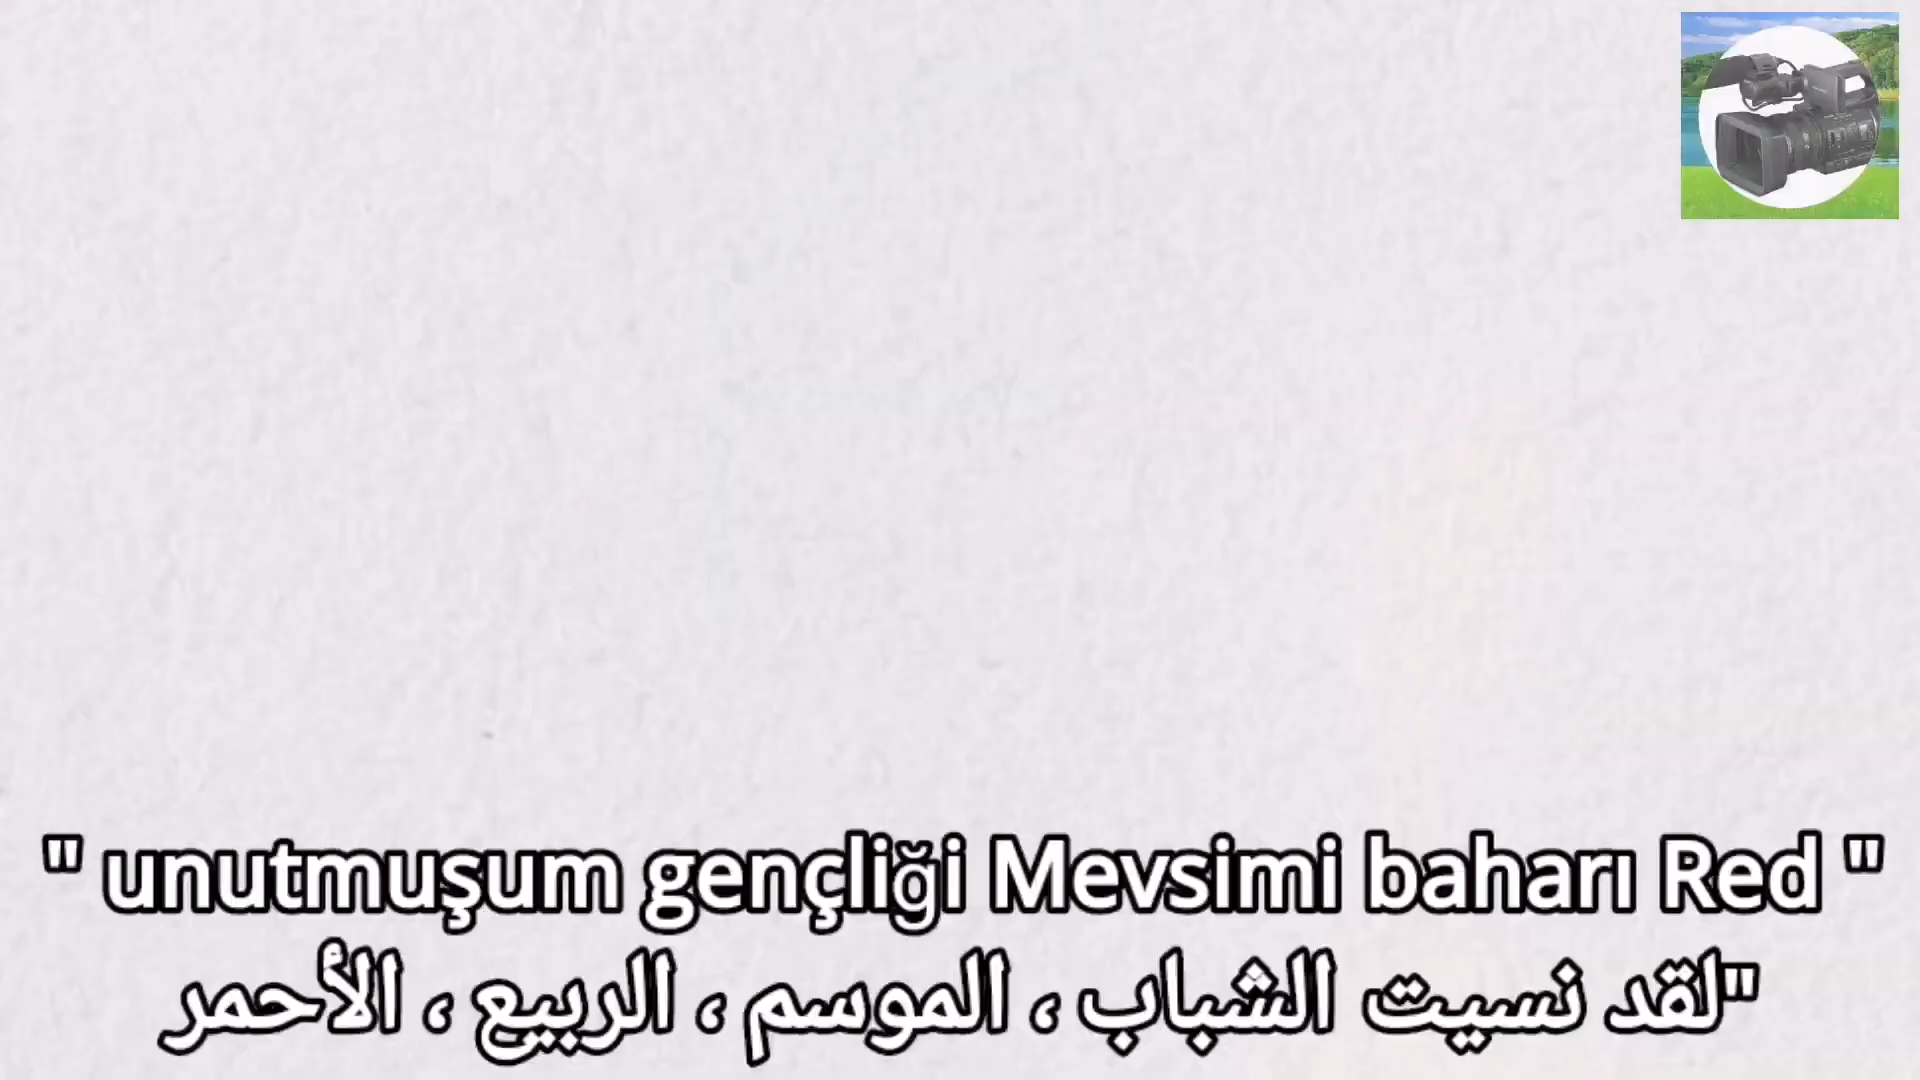 " unutmuşum gençliği Mevsimi baharı Red "
"لقد نسيت الشباب ، الموسم ، الربيع ، الأحمر